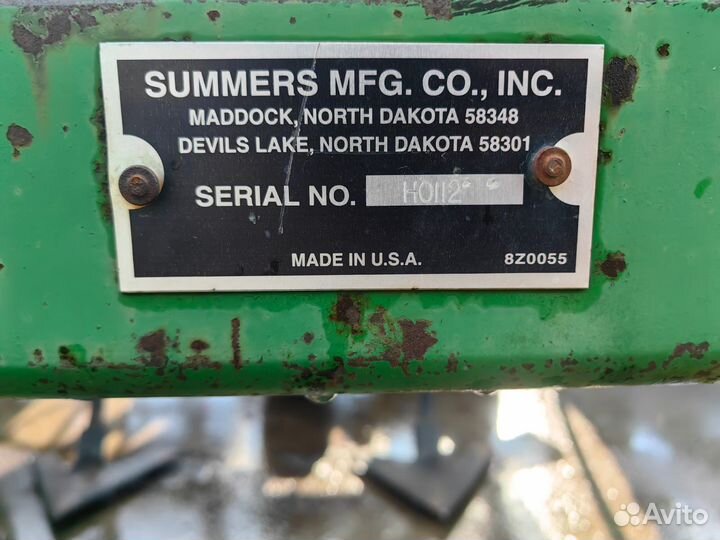 SUMMERS MFG. CO., INC.
MADDOCK, NORTH DAKOTA 58348
DEVILS LAKE, NORTH DAKOTA 58301
SERIAL NO.
MADE IN U.S.A. 8Z0055
Avito